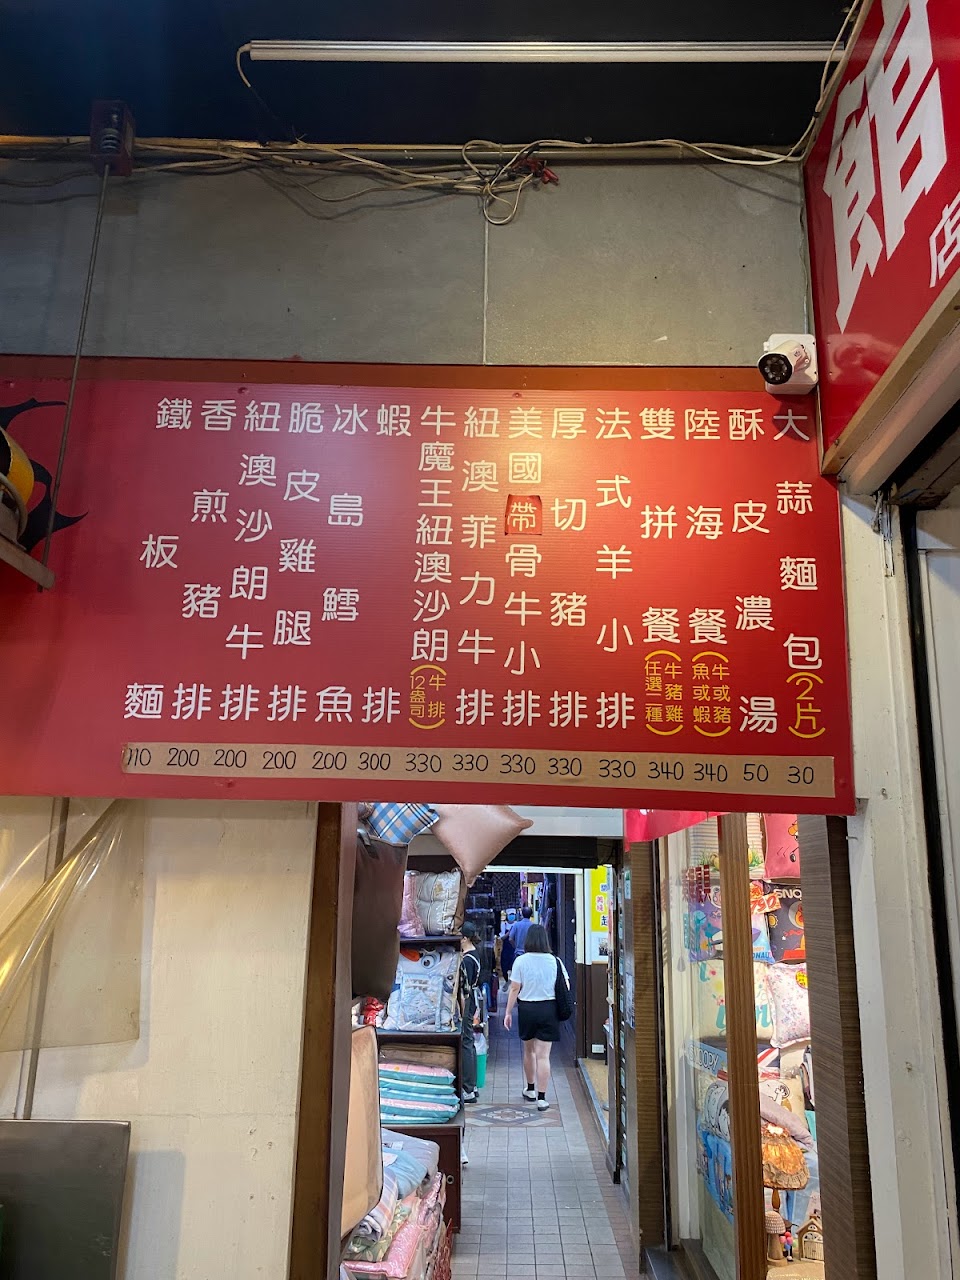 館
店
大蒜麵包(2片)
酥皮濃湯
陸海餐(牛或豬
魚或蝦)
雙拼餐(牛豬雞
任選二種)
法式羊小排
厚切豬排
美國帶骨牛小排
紐澳菲力牛排
牛魔王紐澳沙朗(牛排
12盎司)
蝦排
冰島鱈魚
脆皮雞腿排
紐澳沙朗牛排
香煎豬排
鐵板麵
200 200 200 200 300 330 330 330 330 330 340 340 50 30